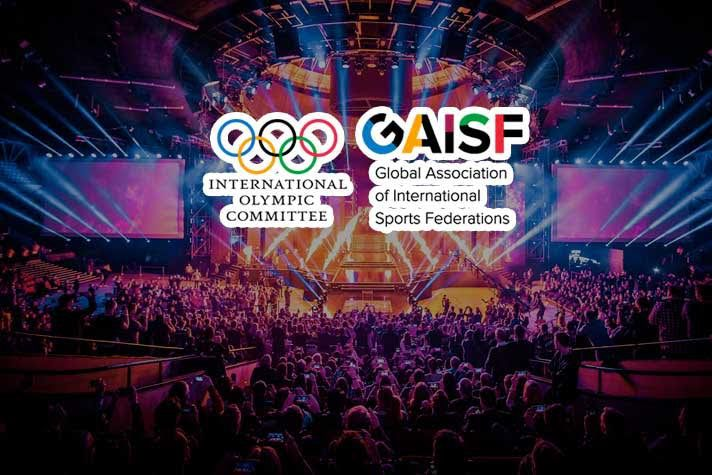 INTERNATIONAL
OLYMPIC
COMMITTEE
GAISF
Global Association
of International
Sports Federations